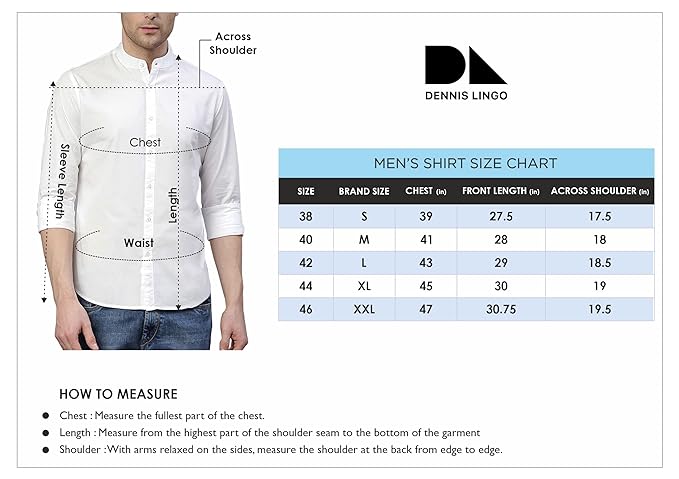 Across
Shoulder
Chest
Sleeve Length
Length
Waist
DENNIS LINGO
MEN'S SHIRT SIZE CHART
SIZE BRAND SIZE CHEST (in) FRONT LENGTH (in) ACROSS SHOULDER (in)
38 S 39 27.5 17.5
40 M 41 28 18
42 L 43 29 18.5
44 XL 45 30 19
46 XXL 47 30.75 19.5
HOW TO MEASURE
● Chest : Measure the fullest part of the chest.
● Length : Measure from the highest part of the shoulder seam to the bottom of the garment
● Shoulder :With arms relaxed on the sides, measure the shoulder at the back from edge to edge.